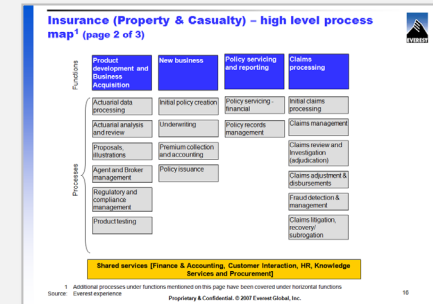 Insurance (Property & Casualty) – high level process
map1 (page 2 of 3)
EVEREST
Functions
Product
development and
Business
Acquisition
New business
Policy servicing
and reporting
Claims
processing
Processes
Actuarial data
processing
Actuarial analysis
and review
Proposals,
illustrations
Agent and Broker
management
Regulatory and
compliance
management
Product testing
Initial policy creation
Underwriting
Premium collection
and accounting
Policy issuance
Policy servicing -
financial
Policy records
management
Initial claims
processing
Claims management
Claims review and
Investigation
(adjudication)
Claims adjustment &
disbursements
Fraud detection &
management
Claims litigation,
recovery/
subrogation
Shared services [Finance & Accounting, Customer Interaction, HR, Knowledge
Services and Procurement]
1 Additional processes under functions mentioned on this page have been covered under horizontal functions
Source: Everest experience
Proprietary & Confidential. © 2007 Everest Global, Inc.
16